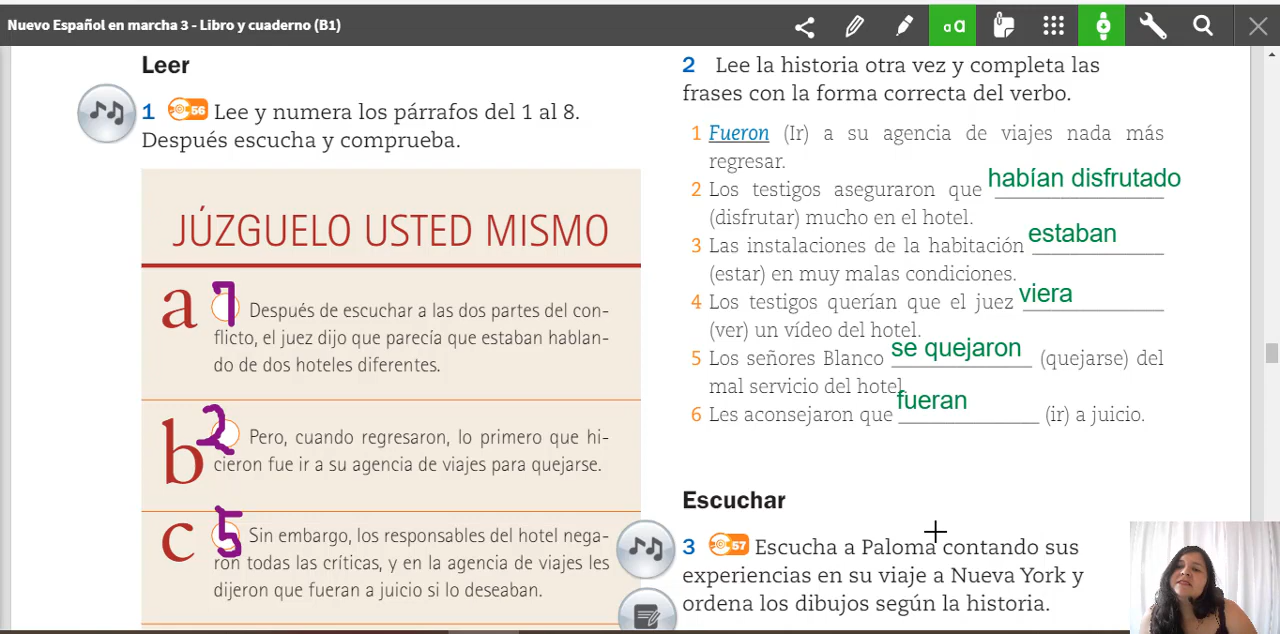 Nuevo Español en marcha 3 - Libro y cuaderno (B1)
aa
Leer
1 56 Lee y numera los párrafos del 1 al 8.
Después escucha y comprueba.
JÚZGUELO USTED MISMO
a 1 Después de escuchar a las dos partes del con-
flicto, el juez dijo que parecía que estaban hablan-
do de dos hoteles diferentes.
b 2 Pero, cuando regresaron, lo primero que hi-
cieron fue ir a su agencia de viajes para quejarse.
c 5 Sin embargo, los responsables del hotel nega-
ron todas las críticas, y en la agencia de viajes les
dijeron que fueran a juicio si lo deseaban.
2 Lee la historia otra vez y completa las
frases con la forma correcta del verbo.
1 Fueron (Ir) a su agencia de viajes nada más
regresar.
2 Los testigos aseguraron que habían disfrutado
(disfrutar) mucho en el hotel.
3 Las instalaciones de la habitación estaban
(estar) en muy malas condiciones.
4 Los testigos querían que el juez viera
(ver) un vídeo del hotel.
5 Los señores Blanco se quejaron (quejarse) del
mal servicio del hotel.
6 Les aconsejaron que fueran (ir) a juicio.
Escuchar
3 57 Escucha a Paloma contando sus
experiencias en su viaje a Nueva York y
ordena los dibujos según la historia.